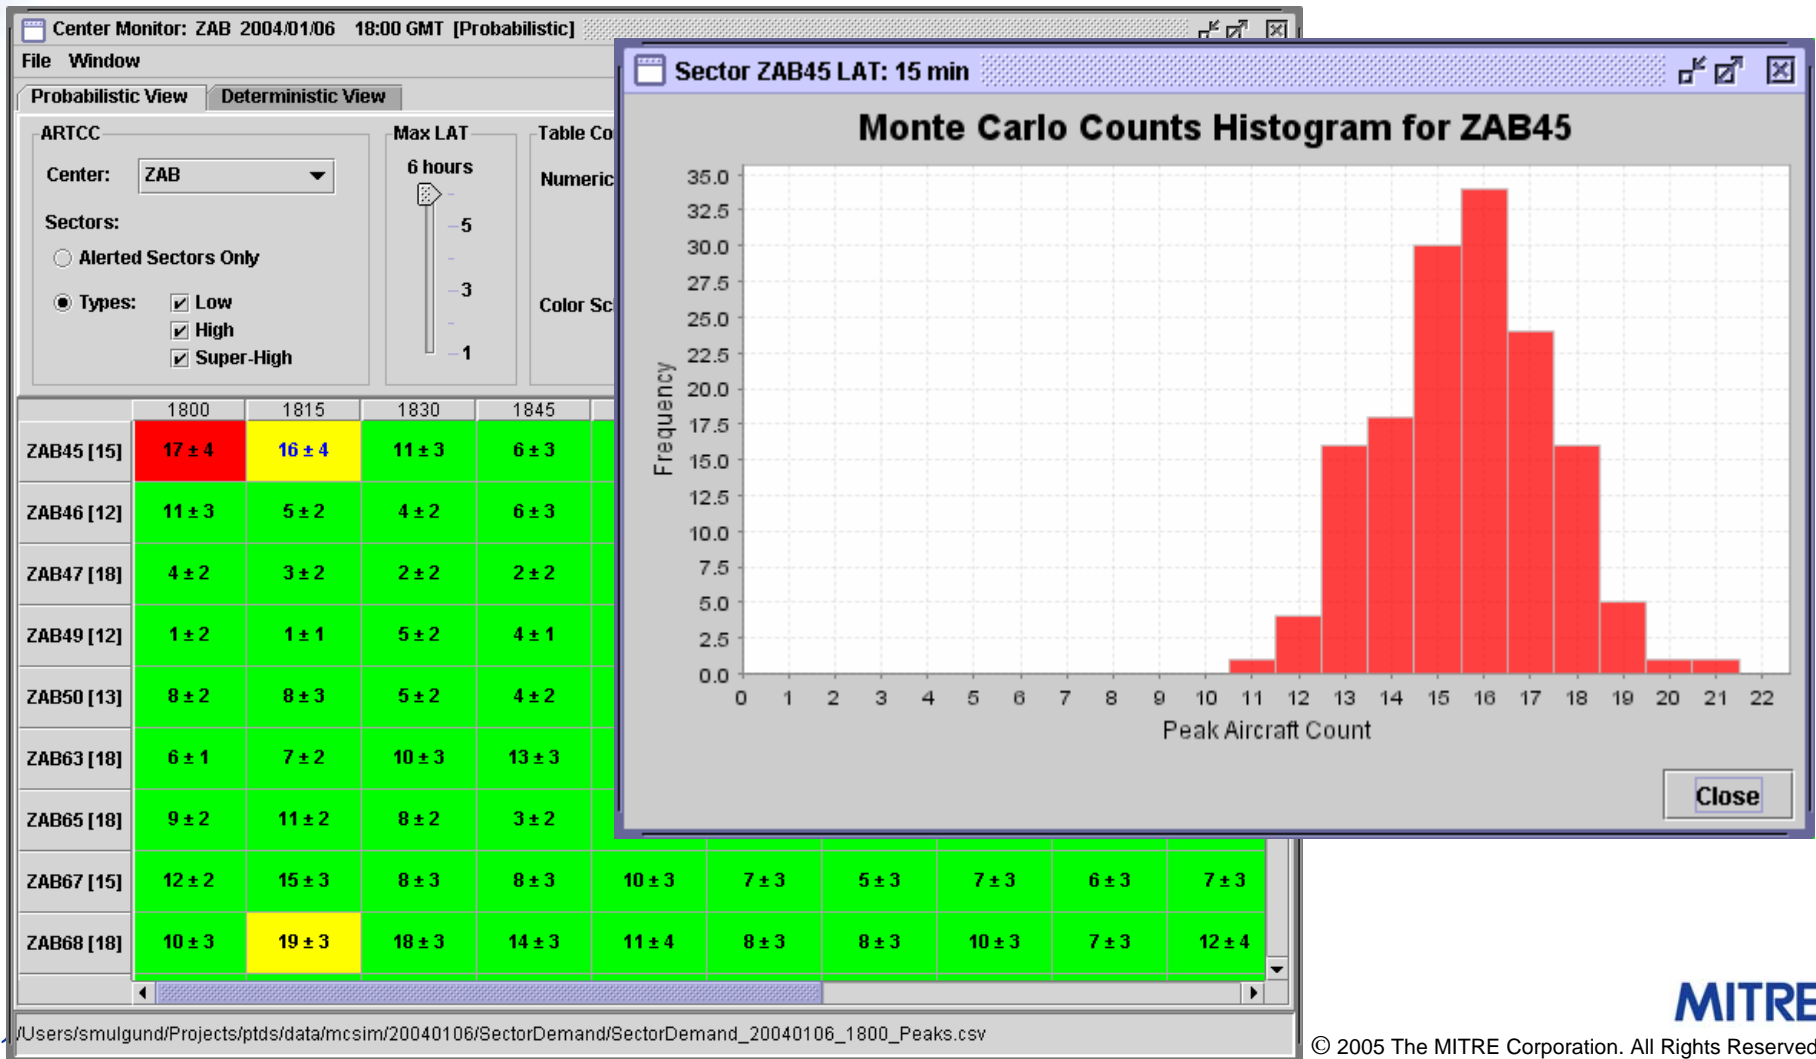 Center Monitor: ZAB 2004/01/06 18:00 GMT [Probabilistic]
File Window
Probabilistic View Deterministic View
ARTCC
Center: ZAB
Sectors:
Alerted Sectors Only
Types: Low
High
Super-High
Max LAT
6 hours
5
3
1
Table Co
Numeric
Color Sc
1800 1815 1830 1845
ZAB45 [15] 17 ± 4 16 ± 4 11 ± 3 6 ± 3
ZAB46 [12] 11 ± 3 5 ± 2 4 ± 2 6 ± 3
ZAB47 [18] 4 ± 2 3 ± 2 2 ± 2 2 ± 2
ZAB49 [12] 1 ± 2 1 ± 1 5 ± 2 4 ± 1
ZAB50 [13] 8 ± 2 8 ± 3 5 ± 2 4 ± 2
ZAB63 [18] 6 ± 1 7 ± 2 10 ± 3 13 ± 3
ZAB65 [18] 9 ± 2 11 ± 2 8 ± 2 3 ± 2
ZAB67 [15] 12 ± 2 15 ± 3 8 ± 3 8 ± 3 10 ± 3 7 ± 3 5 ± 3 7 ± 3 6 ± 3 7 ± 3
ZAB68 [18] 10 ± 3 19 ± 3 18 ± 3 14 ± 3 11 ± 4 8 ± 3 8 ± 3 10 ± 3 7 ± 3 12 ± 4
/Users/smulgund/Projects/ptds/data/mcsim/20040106/SectorDemand/SectorDemand_20040106_1800_Peaks.csv
Sector ZAB45 LAT: 15 min
Monte Carlo Counts Histogram for ZAB45
35.0
32.5
30.0
27.5
25.0
22.5
20.0
17.5
15.0
12.5
10.0
7.5
5.0
2.5
0.0
Frequency
0 1 2 3 4 5 6 7 8 9 10 11 12 13 14 15 16 17 18 19 20 21 22
Peak Aircraft Count
Close
MITRE
© 2005 The MITRE Corporation. All Rights Reserved